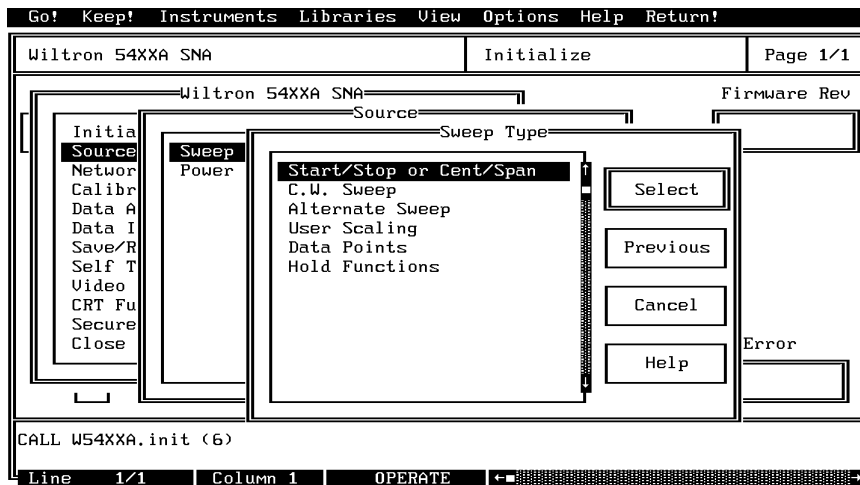 Go! Keep! Instruments Libraries View Options Help Return!
Wiltron 54XXA SNA Initialize Page 1/1
Wiltron 54XXA SNA
Firmware Rev
Source
Sweep Type
Initia
Source
Networ
Calibr
Data A
Data I
Save/R
Self T
Video
CRT Fu
Secure
Close
Sweep
Power
Start/Stop or Cent/Span
C.W. Sweep
Alternate Sweep
User Scaling
Data Points
Hold Functions
Select
Previous
Cancel
Help
Error
CALL W54XXA.init (6)
Line 1/1 Column 1 OPERATE